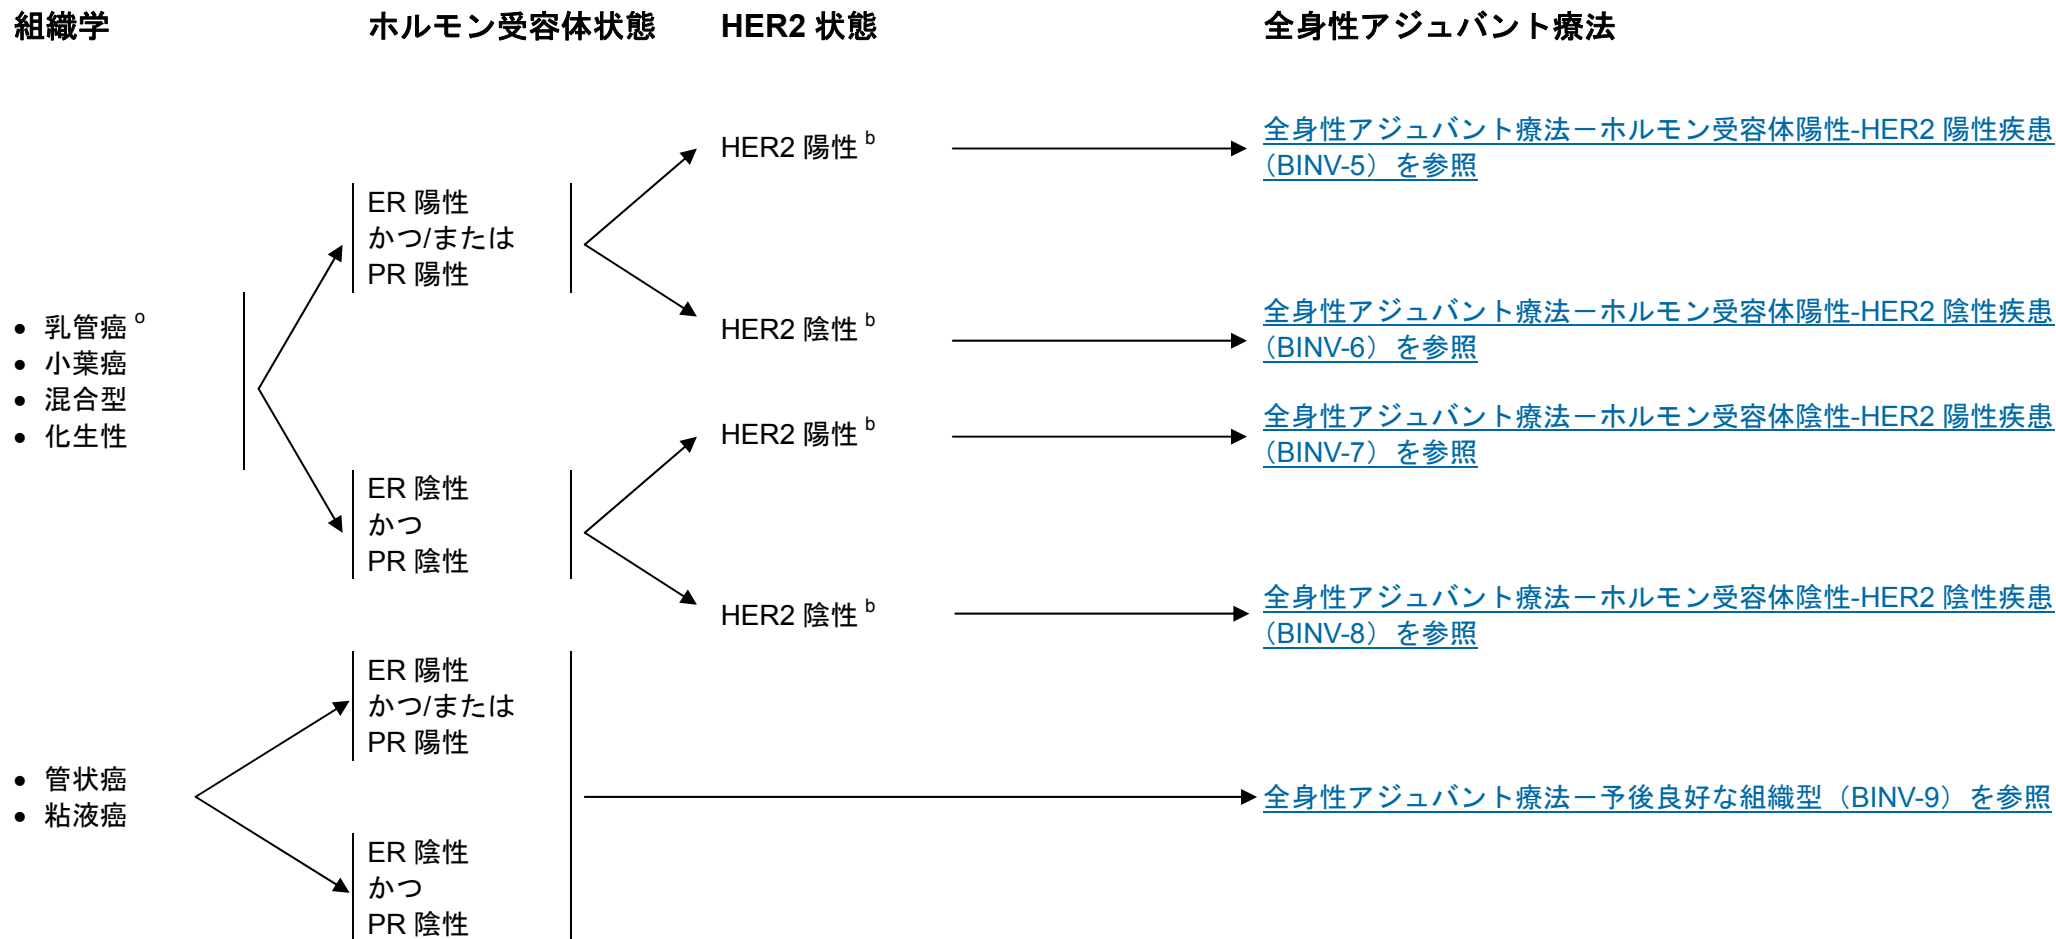 組織学 ホルモン受容体状態 HER2 状態 全身性アジュバント療法
HER2 陽性 b
全身性アジュバント療法－ホルモン受容体陽性-HER2 陽性疾患
（BINV-5）を参照
ER 陽性
かつ/または
PR 陽性
HER2 陰性 b
全身性アジュバント療法－ホルモン受容体陽性-HER2 陰性疾患
（BINV-6）を参照
• 乳管癌 o
• 小葉癌
• 混合型
• 化生性
HER2 陽性 b
全身性アジュバント療法－ホルモン受容体陰性-HER2 陽性疾患
（BINV-7）を参照
ER 陰性
かつ
PR 陰性
HER2 陰性 b
全身性アジュバント療法－ホルモン受容体陰性-HER2 陰性疾患
（BINV-8）を参照
ER 陽性
かつ/または
PR 陽性
• 管状癌
• 粘液癌
全身性アジュバント療法－予後良好な組織型（BINV-9）を参照
ER 陰性
かつ
PR 陰性